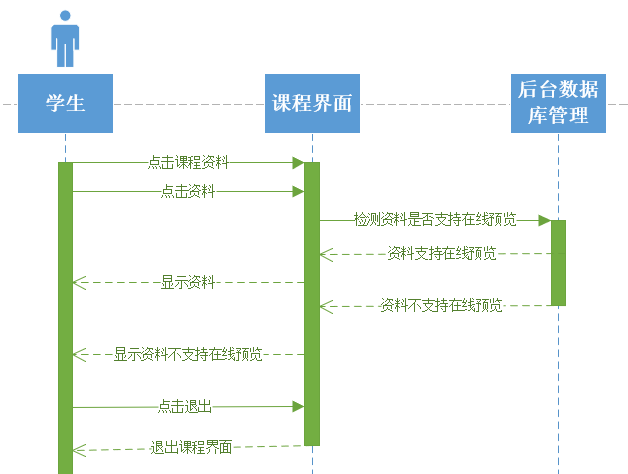 学生
课程界面
后台数据
库管理
点击课程资料
点击资料
检测资料是否支持在线预览
资料支持在线预览
显示资料
资料不支持在线预览
显示资料不支持在线预览
点击退出
退出课程界面